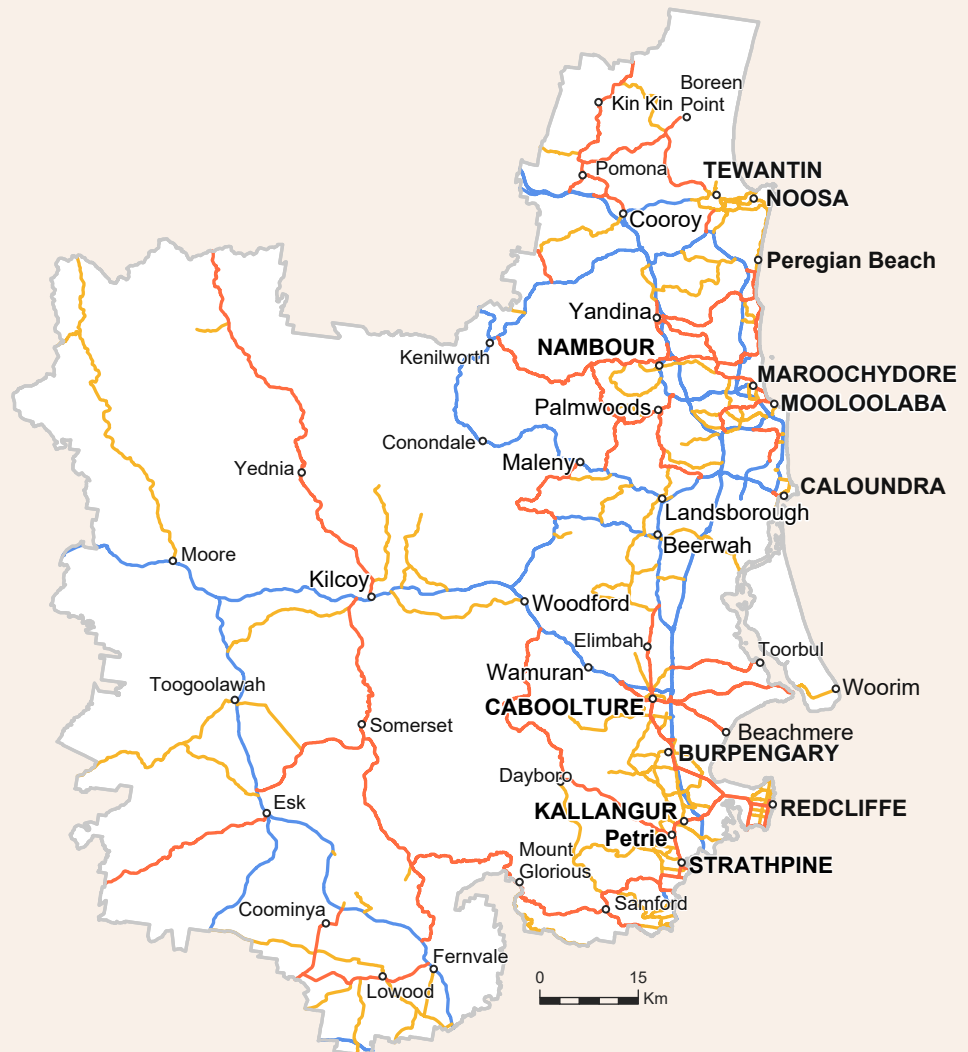 Boreen
Point
Kin Kin
Pomona
TEWANTIN
NOOSA
Cooroy
Peregian Beach
Yandina
NAMBOUR
Kenilworth
MAROOCHYDORE
MOOLOOLABA
Palmwoods
Conondale
Maleny
Yednia
CALOUNDRA
Landsborough
Beerwah
Moore
Kilcoy
Woodford
Elimbah
Toorbul
Wamuran
Toogoolawah
Woorim
CABOOLTURE
Somerset
Beachmere
BURPENGARY
Dayboro
Esk
KALLANGUR
REDCLIFFE
Petrie
Mount
Glorious
STRATHPINE
Coominya
Samford
Fernvale
Lowood
0 15
Km